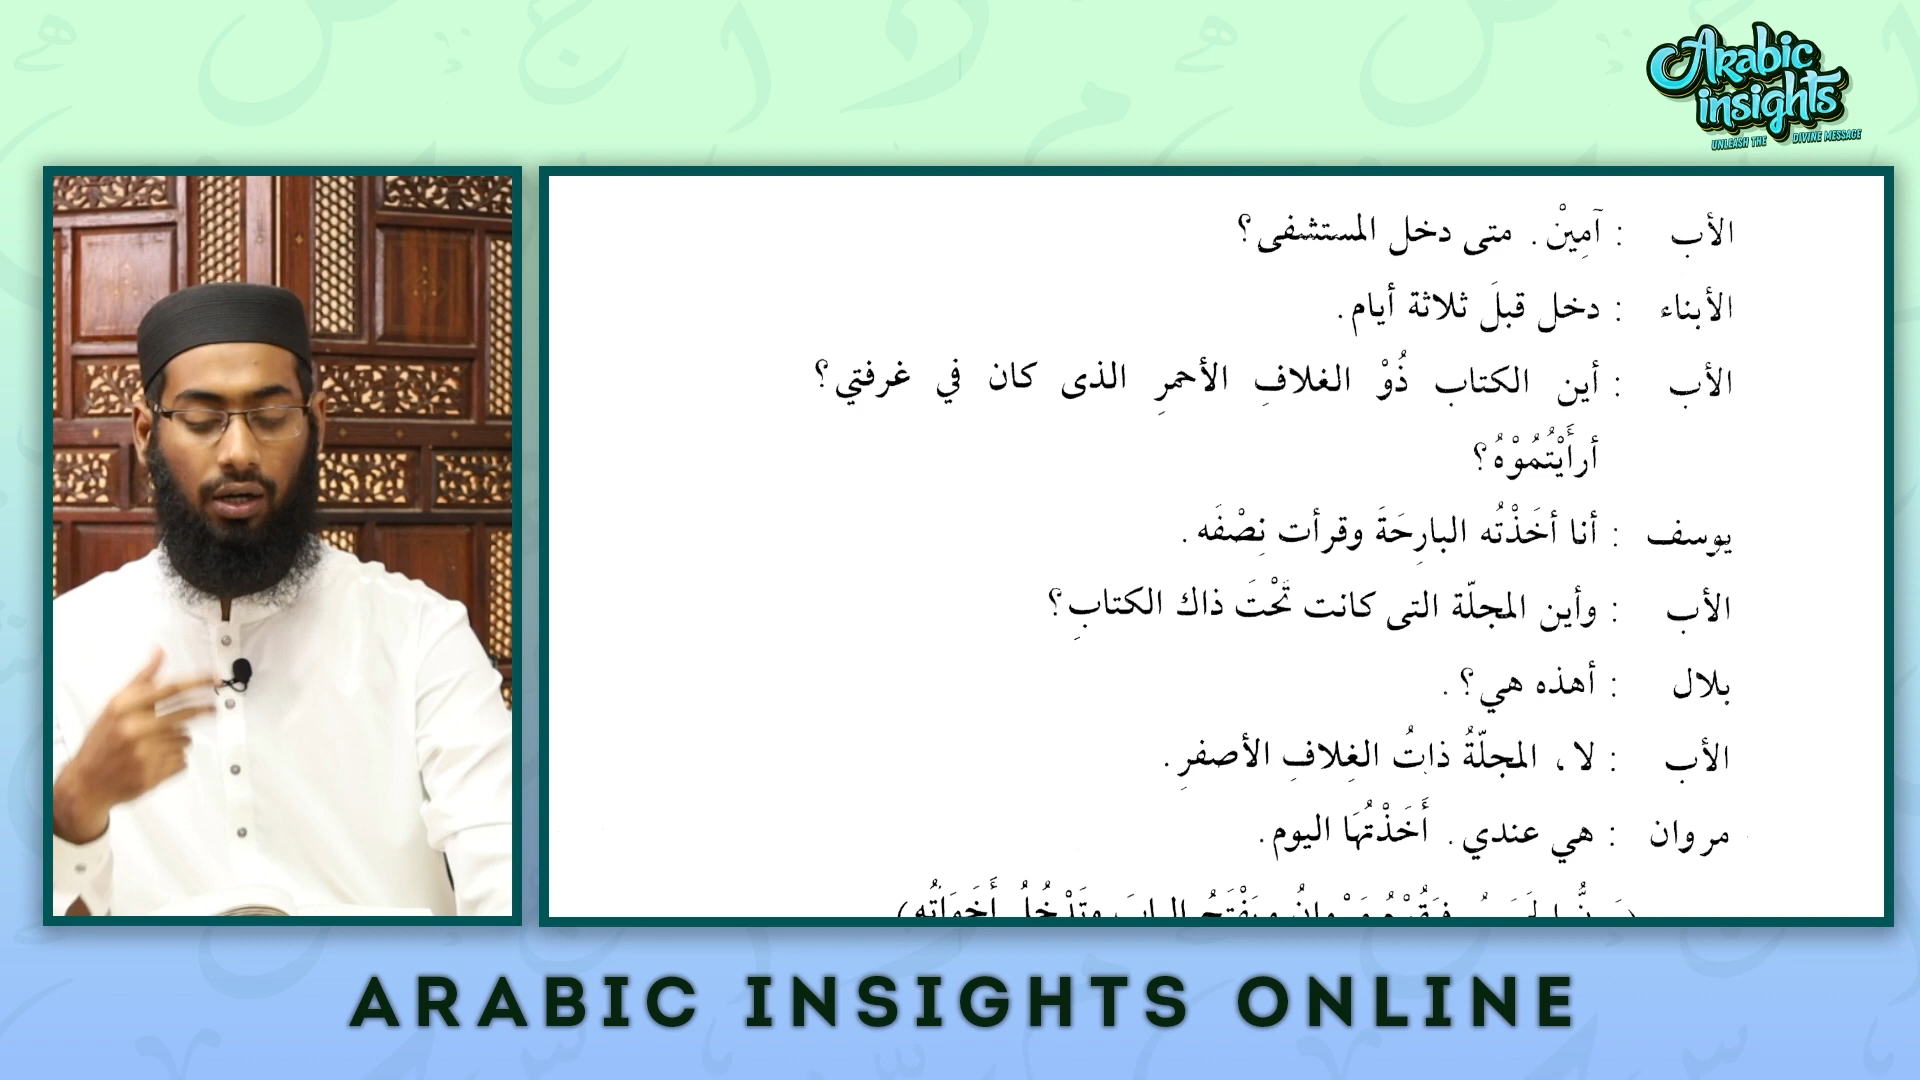 Arabic
insights
UNLEASH THE DIVINE MESSAGE
الأب : آمِينْ. متى دخل المستشفى؟
الأبناء : دخل قبلَ ثلاثة أيام.
الأب : أين الكتاب ذُوْ الغلافِ الأحمرِ الذى كان في غرفتي؟
أرأَيْتُمُوْهُ؟
يوسف : أنا أخَذْتُه البارِحَةَ وقرأت نِصْفَه.
الأب : وأين المجلّة التى كانت تَحْتَ ذاك الكتابِ؟
بلال : أهذه هي؟.
الأب : لا، المجلّةُ ذاتُ الغِلافِ الأصفرِ.
مروان : هي عندي. أَخَذْتُهَا اليوم.
ARABIC INSIGHTS ONLINE